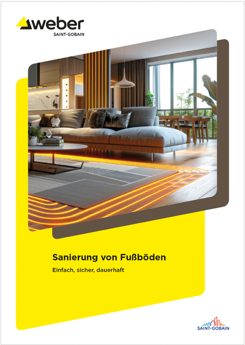 weber
SAINT-GOBAIN
Sanierung von Fußböden
Einfach, sicher, dauerhaft
SAINT-GOBAIN